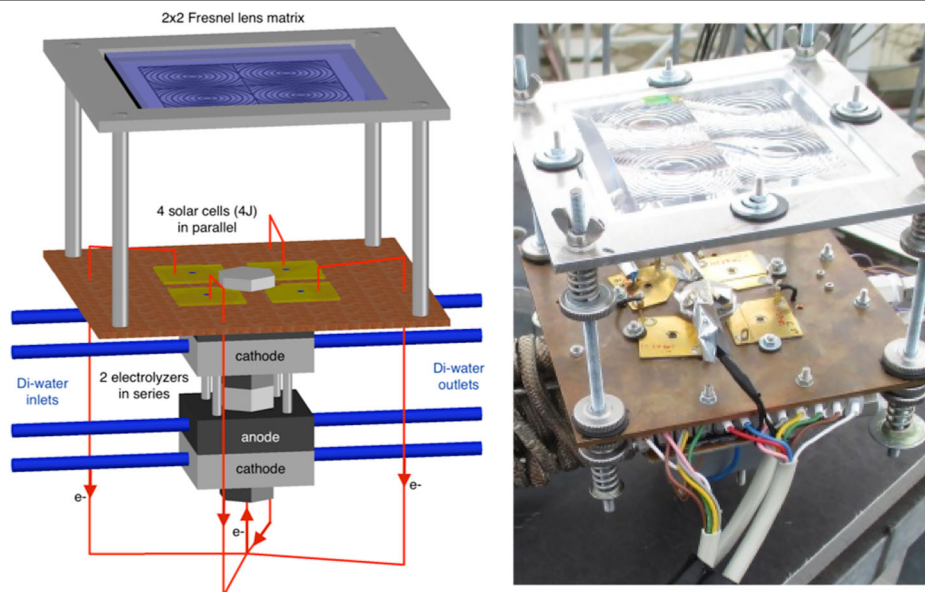 2x2 Fresnel lens matrix
4 solar cells (4J)
in parallel
cathode
Di-water
inlets
2 electrolyzers
in series
Di-water
outlets
anode
cathode
e-
e-
e-